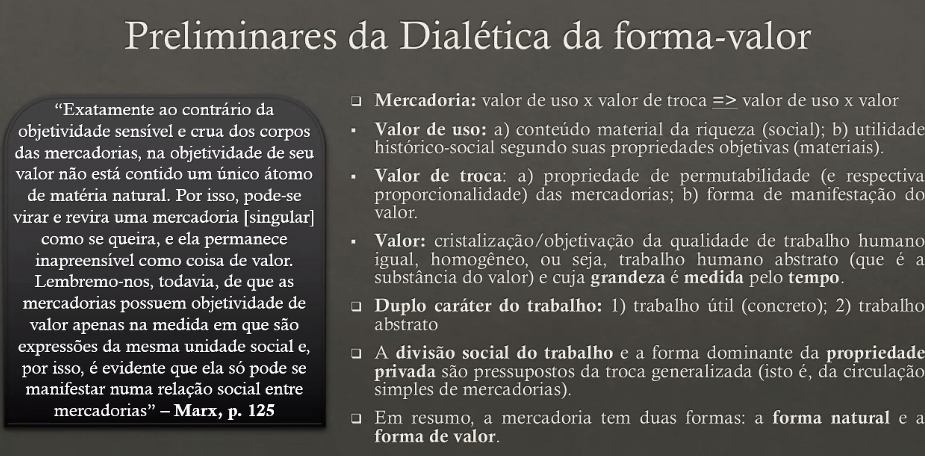 Preliminares da Dialética da forma-valor
“Exatamente ao contrário da
objetividade sensível e crua dos corpos
das mercadorias, na objetividade de seu
valor não está contido um único átomo
de matéria natural. Por isso, pode-se
virar e revira uma mercadoria [singular]
como se queira, e ela permanece
inapreensível como coisa de valor.
Lembremo-nos, todavia, de que as
mercadorias possuem objetividade de
valor apenas na medida em que são
expressões da mesma unidade social e,
por isso, é evidente que ela só pode se
manifestar numa relação social entre
mercadorias” – Marx, p. 125
Mercadoria: valor de uso x valor de troca => valor de uso x valor
Valor de uso: a) conteúdo material da riqueza (social); b) utilidade
histórico-social segundo suas propriedades objetivas (materiais).
Valor de troca: a) propriedade de permutabilidade (e respectiva
proporcionalidade) das mercadorias; b) forma de manifestação do
valor.
Valor: cristalização/objetivação da qualidade de trabalho humano
igual, homogêneo, ou seja, trabalho humano abstrato (que é a
substância do valor) e cuja grandeza é medida pelo tempo.
Duplo caráter do trabalho: 1) trabalho útil (concreto); 2) trabalho
abstrato
A divisão social do trabalho e a forma dominante da propriedade
privada são pressupostos da troca generalizada (isto é, da circulação
simples de mercadorias).
Em resumo, a mercadoria tem duas formas: a forma natural e a
forma de valor.